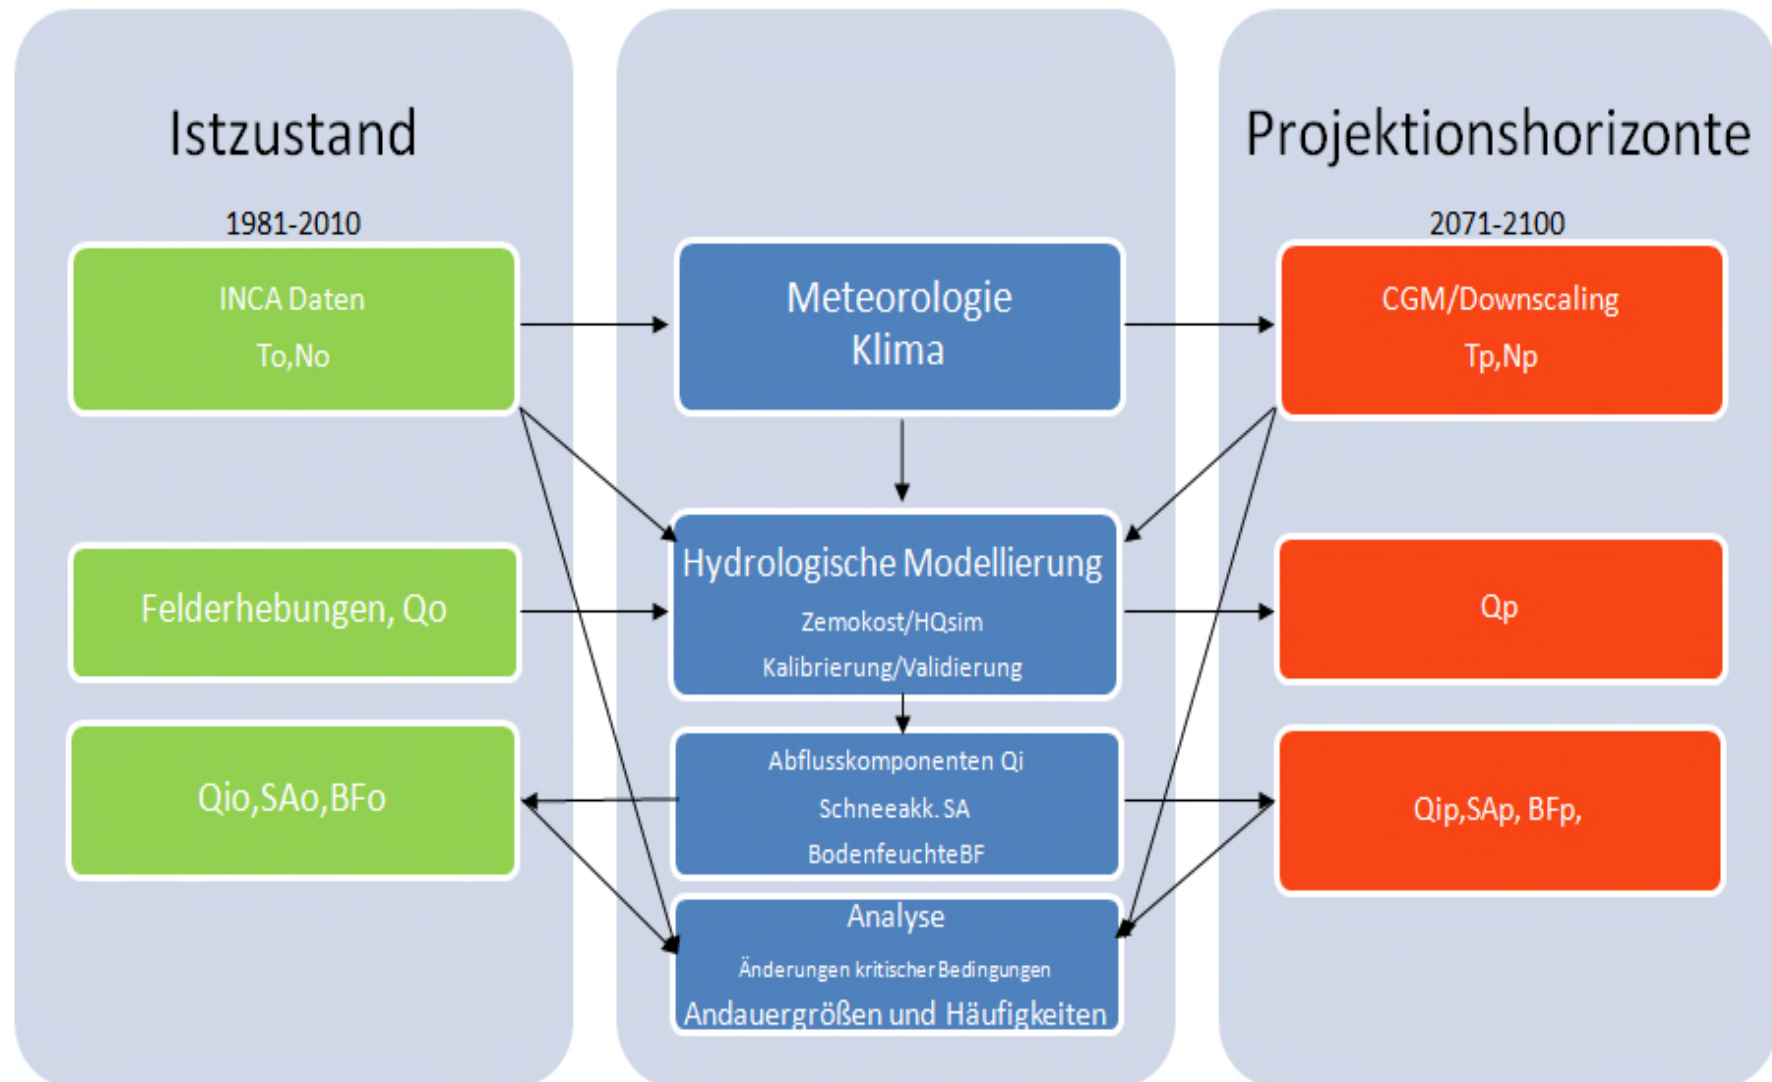 Istzustand
1981-2010
INCA Daten
To,No
Felderhebungen, Qo
Qio,SAo,BFo
Meteorologie
Klima
Hydrologische Modellierung
Zemokost/HQsim
Kalibrierung/Validierung
Abflusskomponenten Qi
Schneeakk. SA
BodenfeuchteBF
Analyse
Änderungen kritischer Bedingungen
Andauergrößen und Häufigkeiten
Projektionshorizonte
2071-2100
CGM/Downscaling
Tp,Np
Qp
Qip,SAp, BFp,